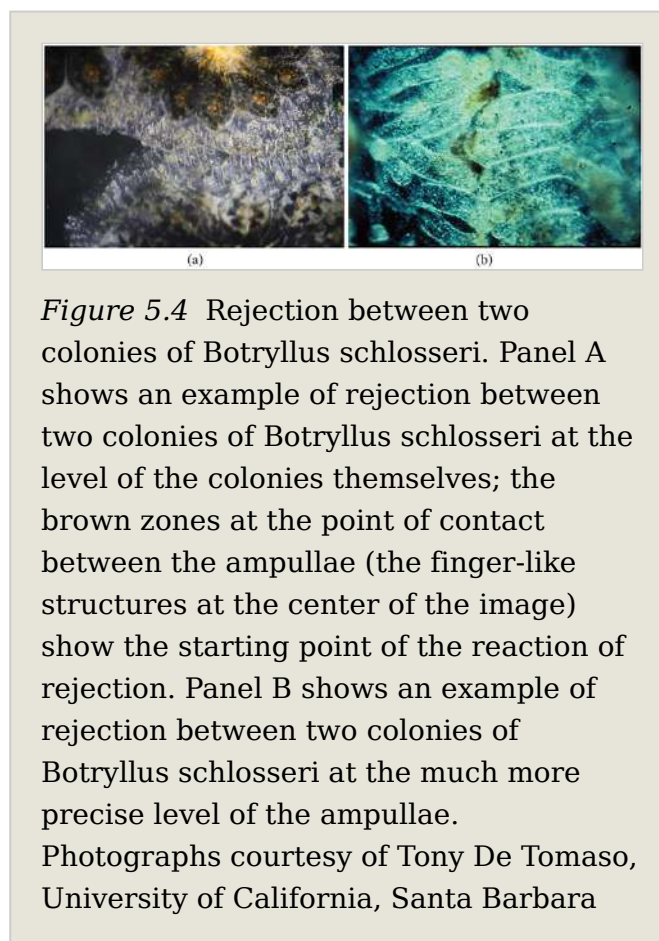 (a) (b)
Figure 5.4 Rejection between two
colonies of Botryllus schlosseri. Panel A
shows an example of rejection between
two colonies of Botryllus schlosseri at the
level of the colonies themselves; the
brown zones at the point of contact
between the ampullae (the finger-like
structures at the center of the image)
show the starting point of the reaction of
rejection. Panel B shows an example of
rejection between two colonies of
Botryllus schlosseri at the much more
precise level of the ampullae.
Photographs courtesy of Tony De Tomaso,
University of California, Santa Barbara